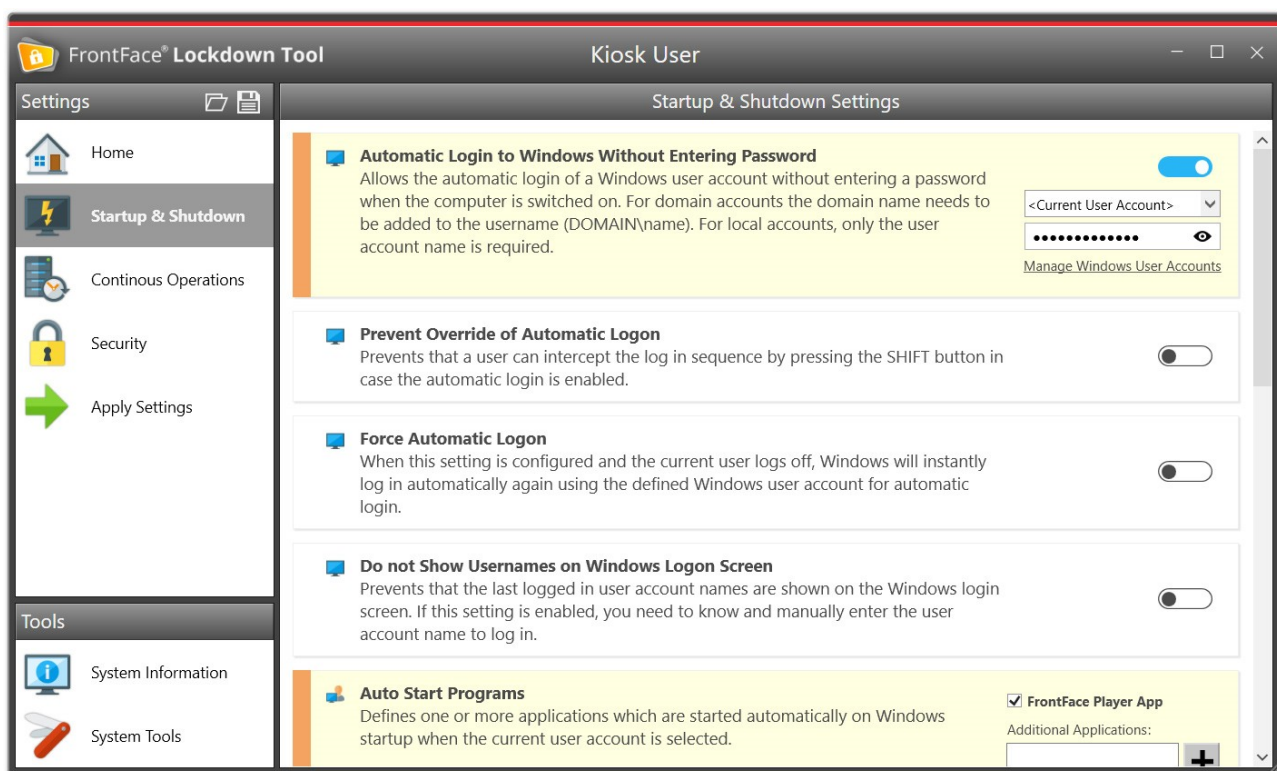 FrontFace® Lockdown Tool
Kiosk User
Settings
Home
Startup & Shutdown
Continous Operations
Security
Apply Settings
Tools
System Information
System Tools
Startup & Shutdown Settings
Automatic Login to Windows Without Entering Password
Allows the automatic login of a Windows user account without entering a password
when the computer is switched on. For domain accounts the domain name needs to
be added to the username (DOMAIN\name). For local accounts, only the user
account name is required.
<Current User Account>
•••••••••••••
Manage Windows User Accounts
Prevent Override of Automatic Logon
Prevents that a user can intercept the log in sequence by pressing the SHIFT button in
case the automatic login is enabled.
Force Automatic Logon
When this setting is configured and the current user logs off, Windows will instantly
log in automatically again using the defined Windows user account for automatic
login.
Do not Show Usernames on Windows Logon Screen
Prevents that the last logged in user account names are shown on the Windows login
screen. If this setting is enabled, you need to know and manually enter the user
account name to log in.
Auto Start Programs
Defines one or more applications which are started automatically on Windows
startup when the current user account is selected.
FrontFace Player App
Additional Applications: